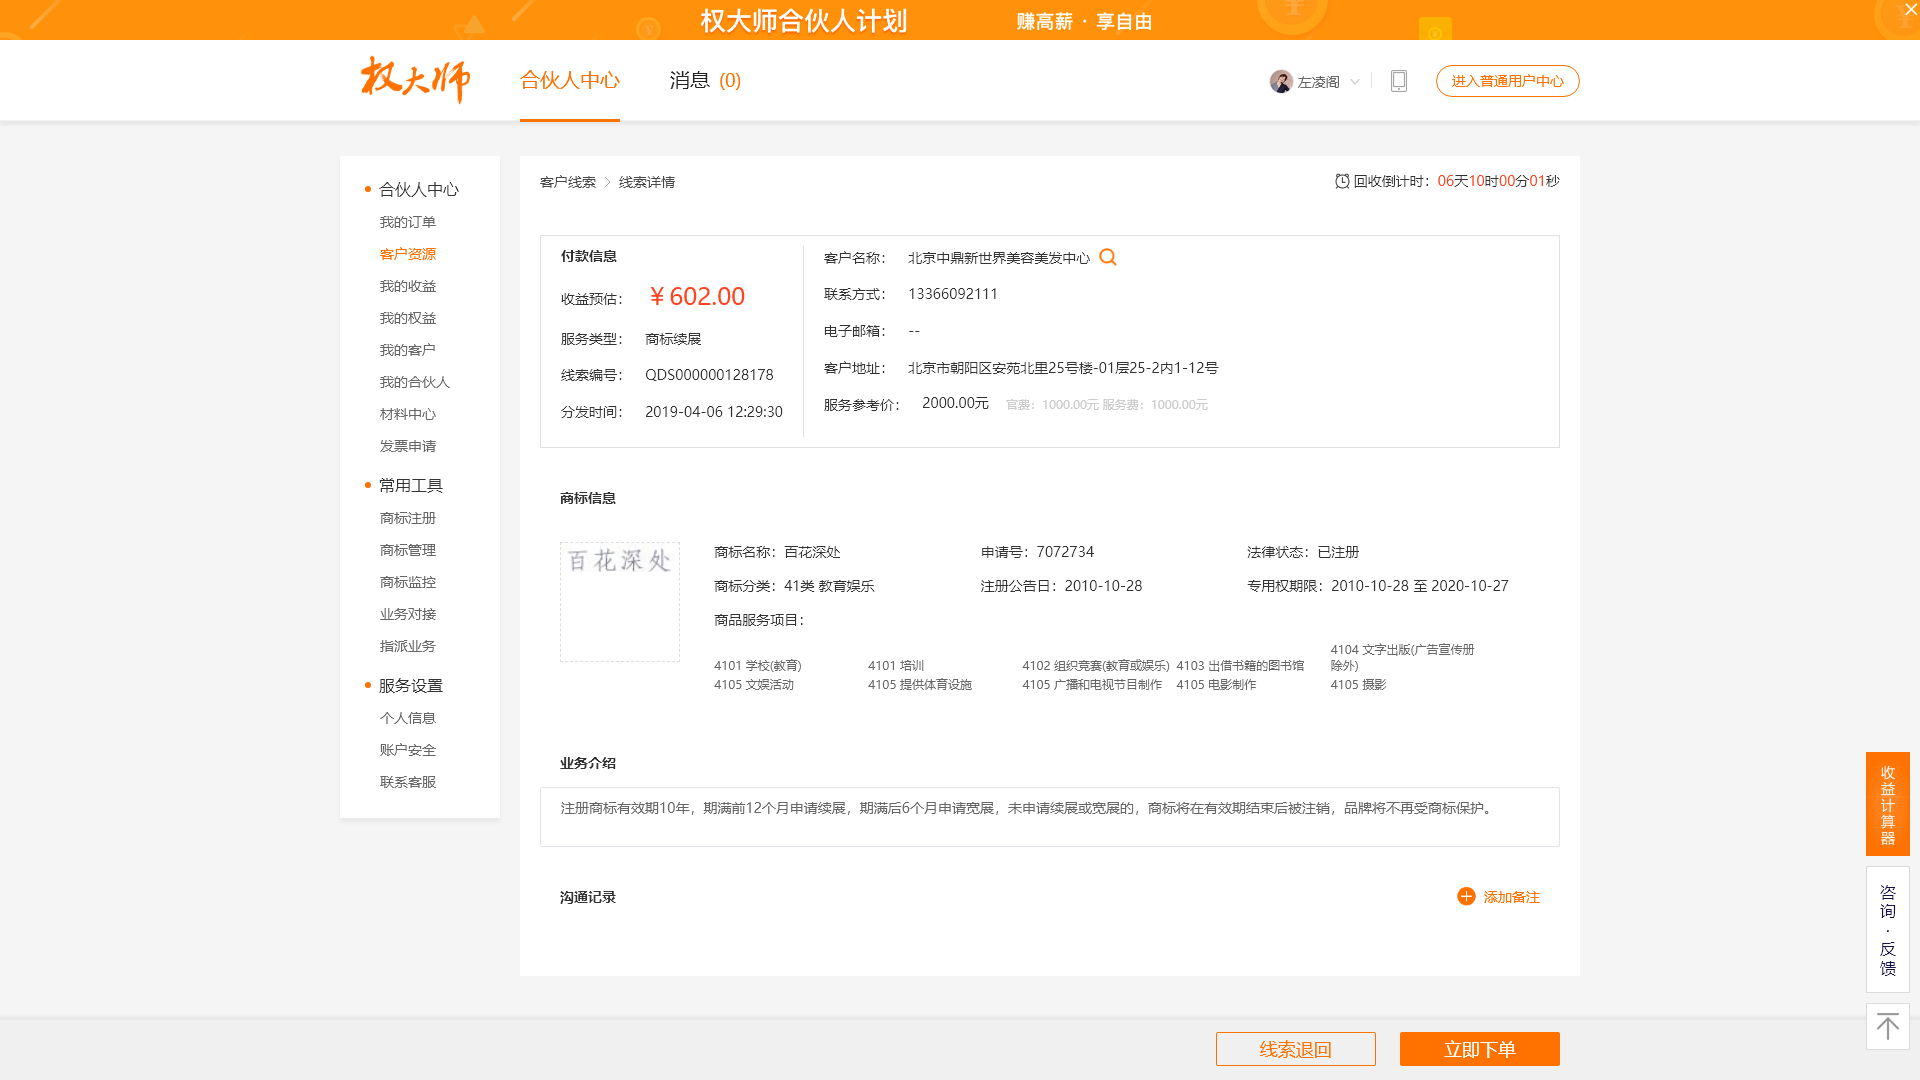 权大师合伙人计划 赚高薪 · 享自由
权大师 合伙人中心 消息 (0) 左凌阁 进入普通用户中心
合伙人中心
我的订单
客户资源
我的收益
我的权益
我的客户
我的合伙人
材料中心
发票申请
常用工具
商标注册
商标管理
商标监控
业务对接
指派业务
服务设置
个人信息
账户安全
联系客服
客户线索 > 线索详情 回收倒计时：06天10时00分01秒
付款信息
收益预估： ￥602.00
服务类型： 商标续展
线索编号： QDS000000128178
分发时间： 2019-04-06 12:29:30
客户名称： 北京中鼎新世界美容美发中心
联系方式： 13366092111
电子邮箱： --
客户地址： 北京市朝阳区安苑北里25号楼-01层25-2内1-12号
服务参考价： 2000.00元 官费：1000.00元 服务费：1000.00元
商标信息
百花深处
商标名称：百花深处 申请号：7072734 法律状态：已注册
商标分类：41类 教育娱乐 注册公告日：2010-10-28 专用权期限：2010-10-28 至 2020-10-27
商品服务项目：
4101 学校(教育) 4101 培训 4102 组织竞赛(教育或娱乐) 4103 出借书籍的图书馆 4104 文字出版(广告宣传册除外)
4105 文娱活动 4105 提供体育设施 4105 广播和电视节目制作 4105 电影制作 4105 摄影
业务介绍
注册商标有效期10年，期满前12个月申请续展，期满后6个月申请宽展，未申请续展或宽展的，商标将在有效期结束后被注销，品牌将不再受商标保护。
沟通记录 添加备注
收益计算器
咨询·反馈
线索退回 立即下单